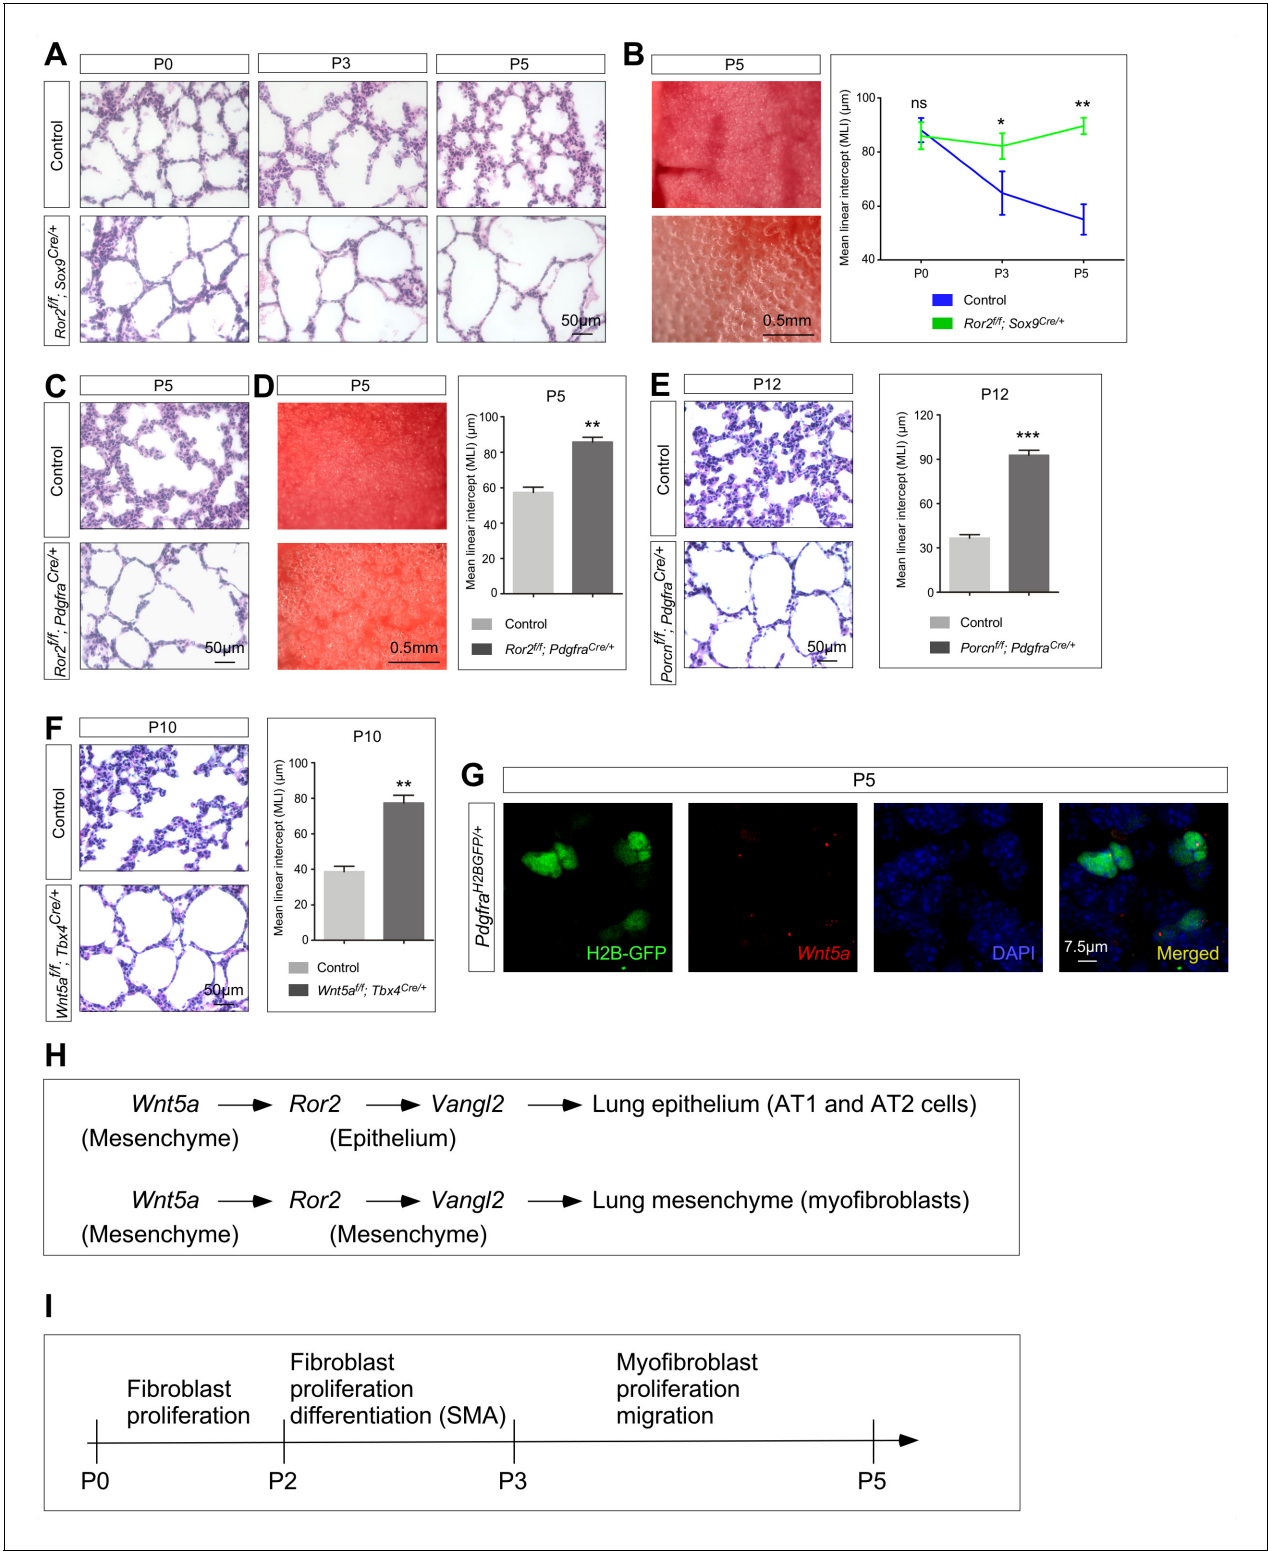 A
P0
P3
P5
Control
Ror2f/f; Sox9Cre/+
50µm
B
P5
0.5mm
Mean linear intercept (MLI) (µm)
100
80
60
40
ns
*
**
P0
P3
P5
Control
Ror2f/f; Sox9Cre/+
C
P5
Control
Ror2f/f; PdgfraCre/+
50µm
D
P5
0.5mm
P5
Mean linear intercept (MLI) (µm)
100
80
60
40
20
0
**
Control
Ror2f/f; PdgfraCre/+
E
P12
Control
Porcnf/f; PdgfraCre/+
50µm
P12
Mean linear intercept (MLI) (µm)
120
90
60
30
0
***
Control
Porcnf/f; PdgfraCre/+
F
P10
Control
Wnt5af/f; Tbx4Cre/+
50µm
P10
Mean linear intercept (MLI) (µm)
100
80
60
40
20
0
**
Control
Wnt5af/f; Tbx4Cre/+
G
P5
PdgfraH2BGFP/+
H2B-GFP
Wnt5a
DAPI
7.5µm
Merged
H
Wnt5a Ror2 Vangl2 Lung epithelium (AT1 and AT2 cells)
(Mesenchyme) (Epithelium)
Wnt5a Ror2 Vangl2 Lung mesenchyme (myofibroblasts)
(Mesenchyme) (Mesenchyme)
I
Fibroblast
proliferation
Fibroblast
proliferation
differentiation (SMA)
Myofibroblast
proliferation
migration
P0 P2 P3 P5